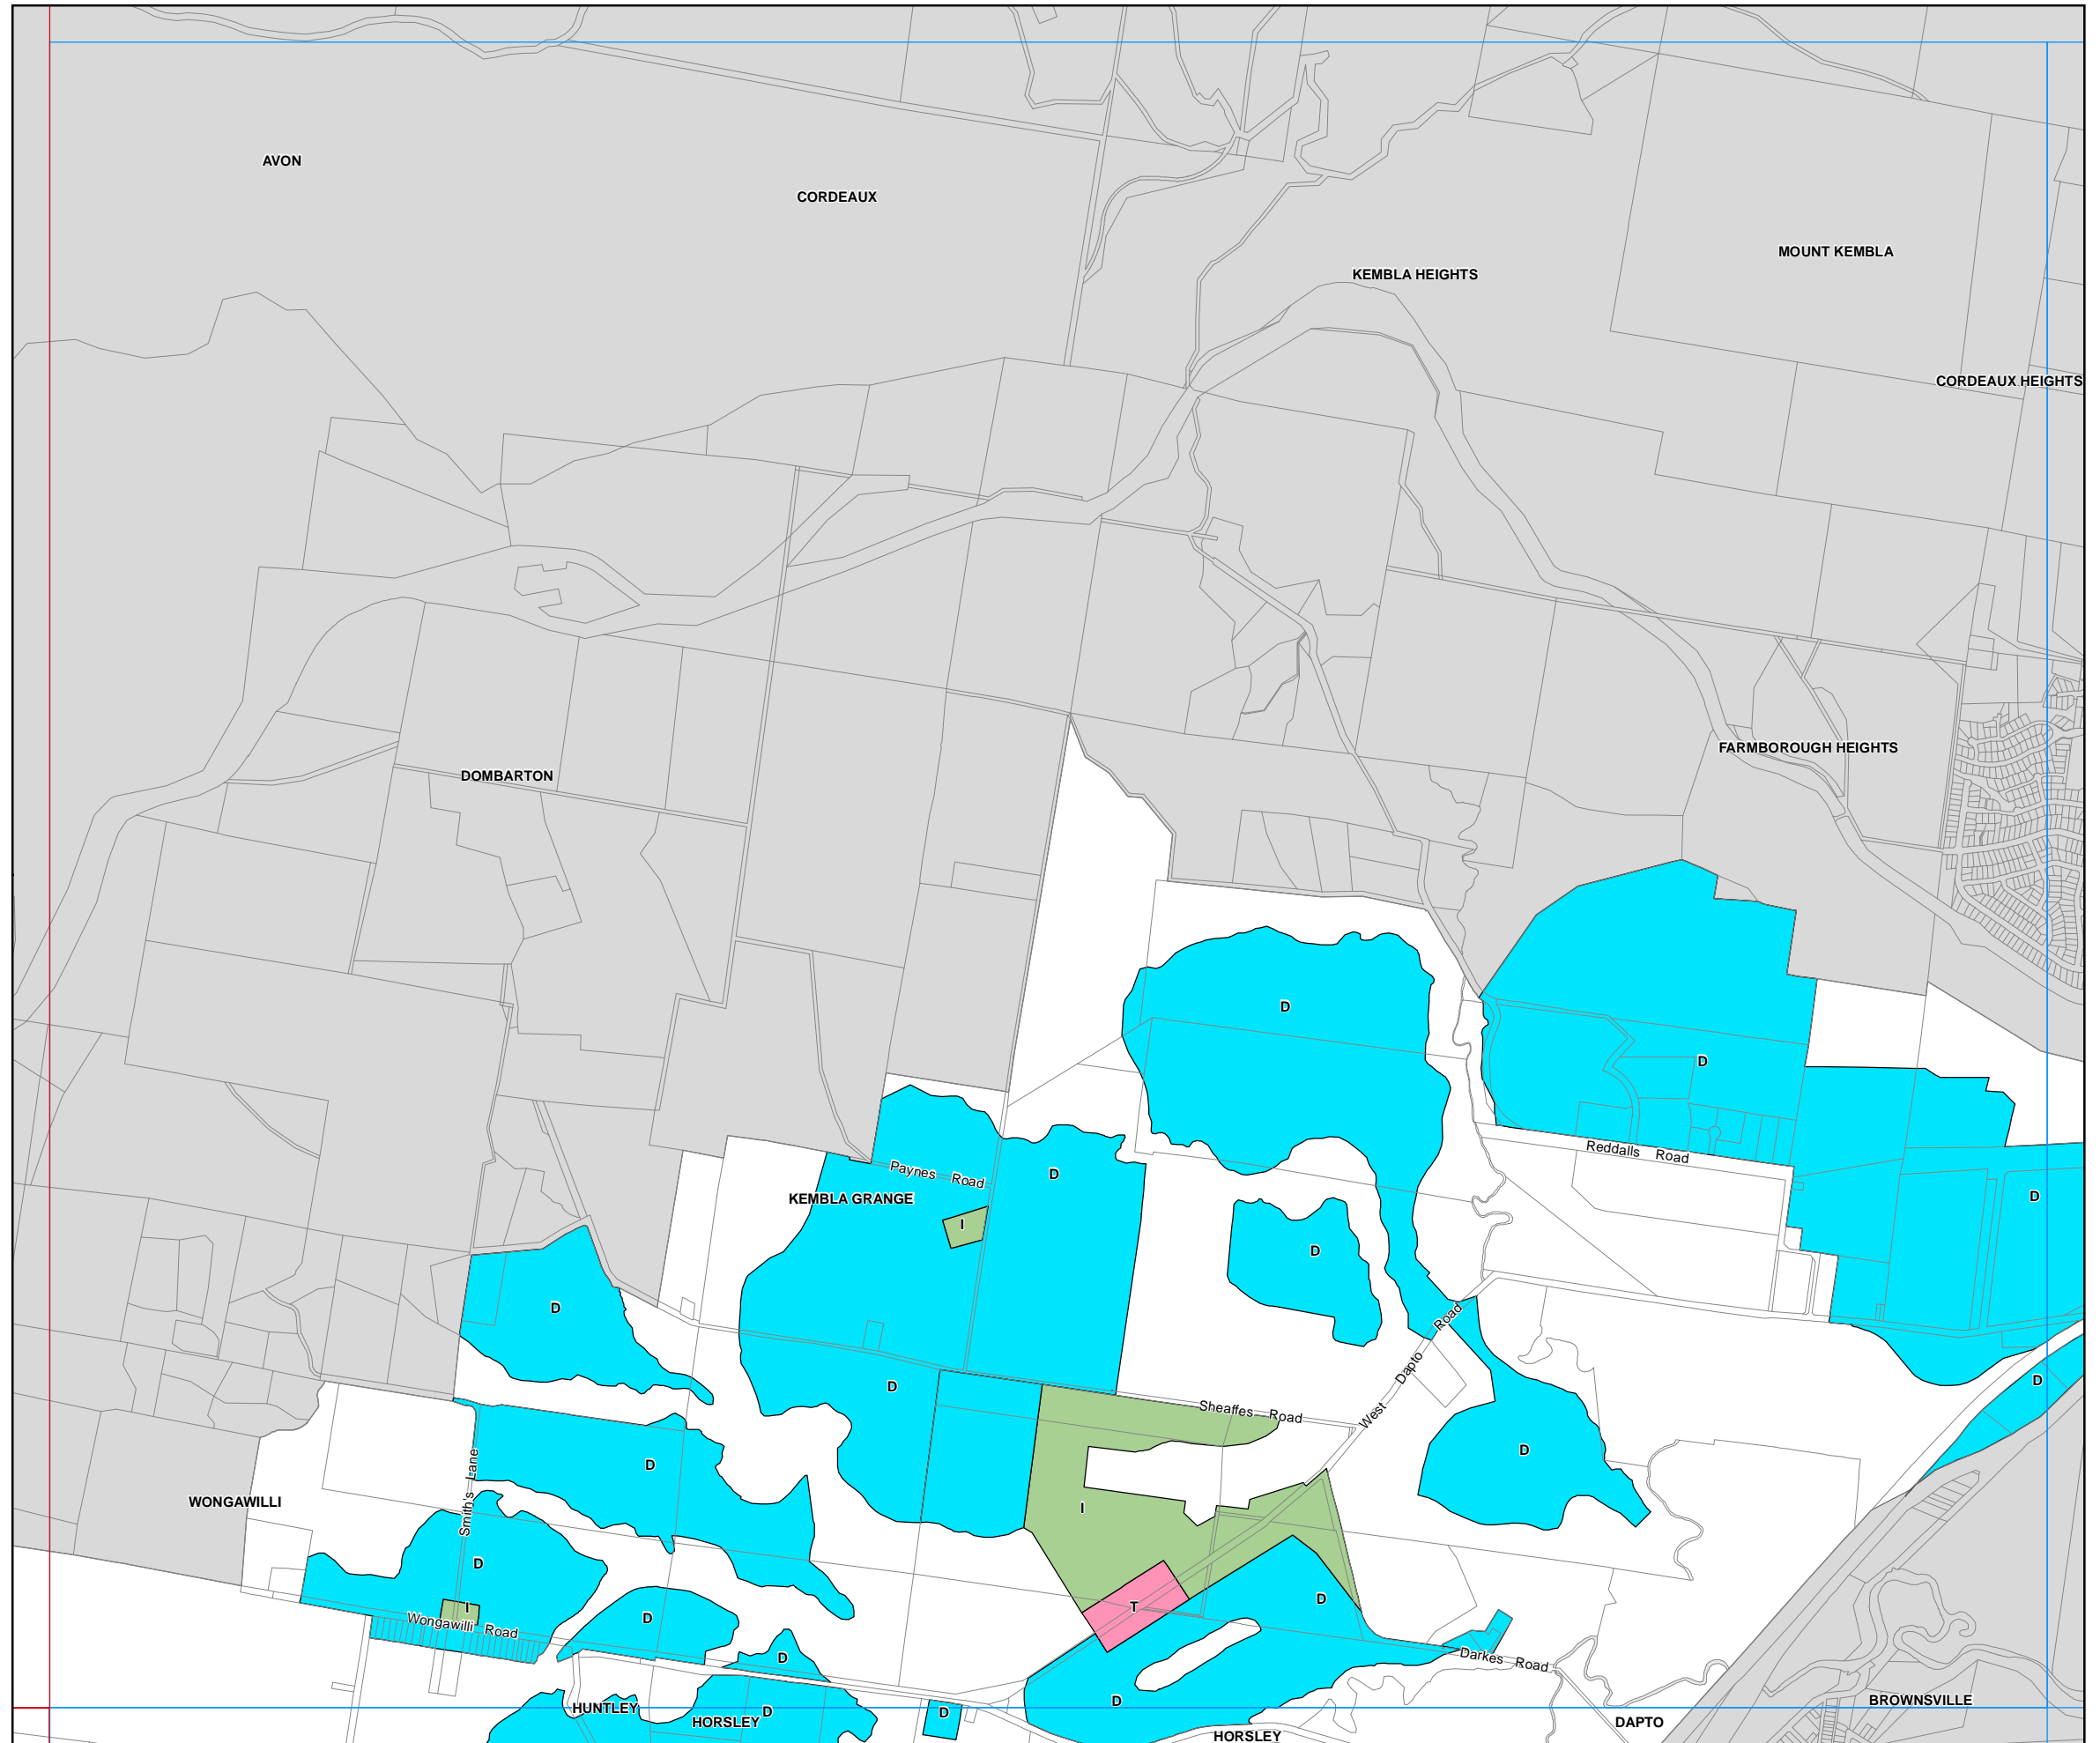 AVON
CORDEAUX
MOUNT KEMBLA
KEMBLA HEIGHTS
CORDEAUX HEIGHTS
FARMBOROUGH HEIGHTS
DOMBARTON
D
D
Reddalls Road
Paynes Road
D
KEMBLA GRANGE
D
I
D
D
Road
Dapto
West
D
D
Sheaffes Road
D
D
Smith's Lane
WONGAWILLI
I
D
D
I
T
D
D
Wongawilli Road
Darkes Road
D
D
BROWNSVILLE
HUNTLEY
HORSLEY
D
D
HORSLEY
DAPTO